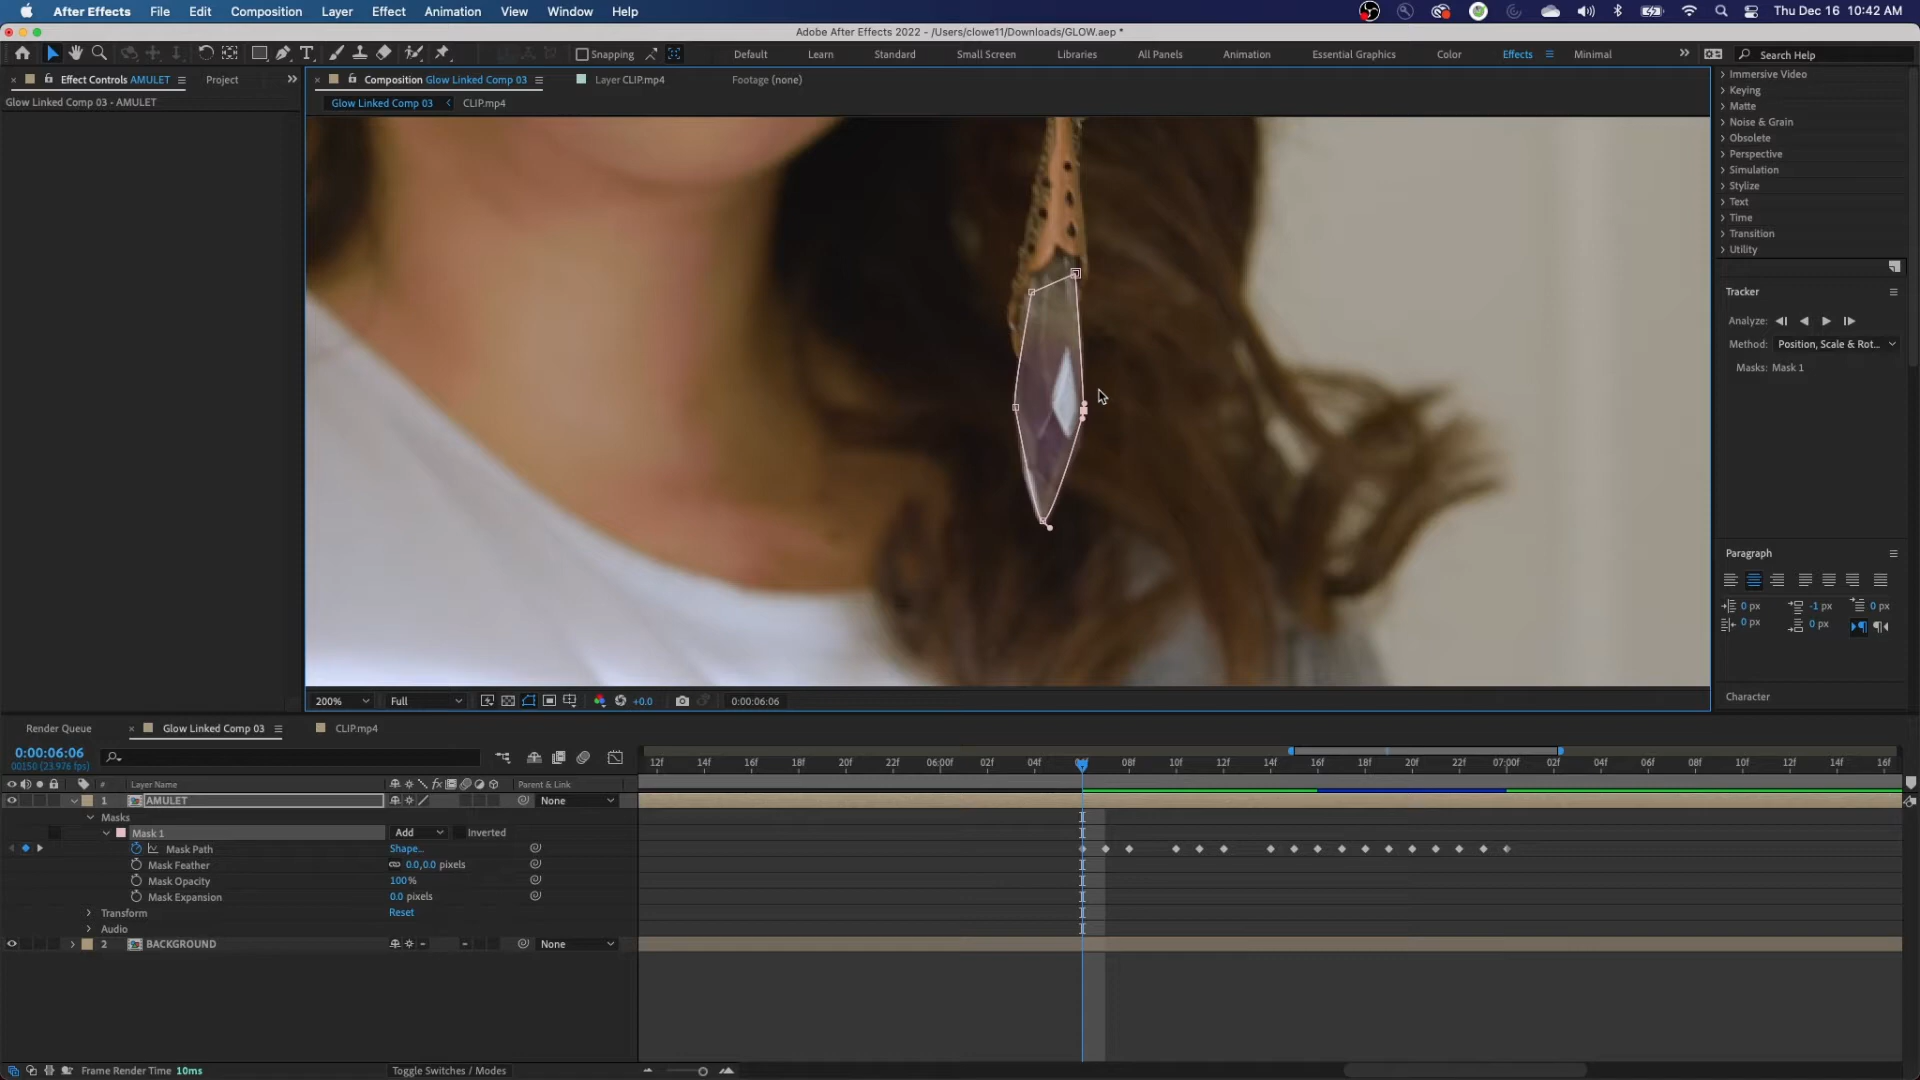 After Effects File Edit Composition Layer Effect Animation View Window Help Thu Dec 16 10:42 AM
Adobe After Effects 2022 - /Users/clowe11/Downloads/GLOW.aep *
Snapping Default Learn Standard Small Screen Libraries All Panels Animation Essential Graphics Color Effects Minimal Search Help
Effect Controls AMULET Project Composition Glow Linked Comp 03 Layer CLIP.mp4 Footage (none)
Glow Linked Comp 03 - AMULET
Glow Linked Comp 03 CLIP.mp4
Immersive Video
Keying
Matte
Noise & Grain
Obsolete
Perspective
Simulation
Stylize
Text
Time
Transition
Utility
Tracker
Analyze:
Method: Position, Scale & Rot...
Masks: Mask 1
Paragraph
0 px -1 px 0 px
0 px 0 px
Character
200% Full +0.0 0:00:06:06
Render Queue Glow Linked Comp 03 CLIP.mp4
0:00:06:06
00150 (23.976 fps)
12f 14f 16f 18f 20f 22f 06:00f 02f 04f 06f 08f 10f 12f 14f 16f 18f 20f 22f 07:00f 02f 04f 06f 08f 10f 12f 14f 16f
# Layer Name Parent & Link
1 AMULET None
Masks
Mask 1 Add Inverted
Mask Path Shape...
Mask Feather 0.0,0.0 pixels
Mask Opacity 100%
Mask Expansion 0.0 pixels
Transform Reset
Audio
2 BACKGROUND None
Frame Render Time 10ms Toggle Switches / Modes